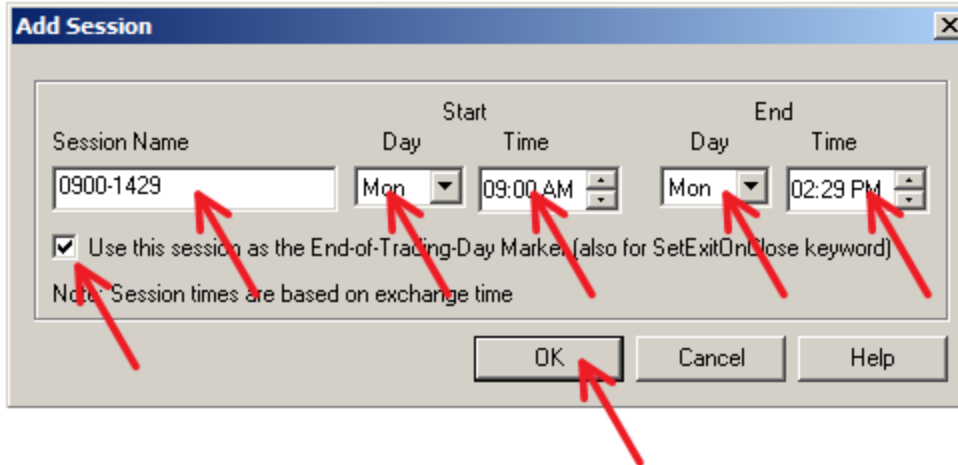 Add Session
Start End
Session Name Day Time Day Time
0900-1429 Mon 09:00 AM Mon 02:29 PM
Use this session as the End-of-Trading-Day Marker (also for SetExitOnClose keyword)
Note: Session times are based on exchange time
OK Cancel Help